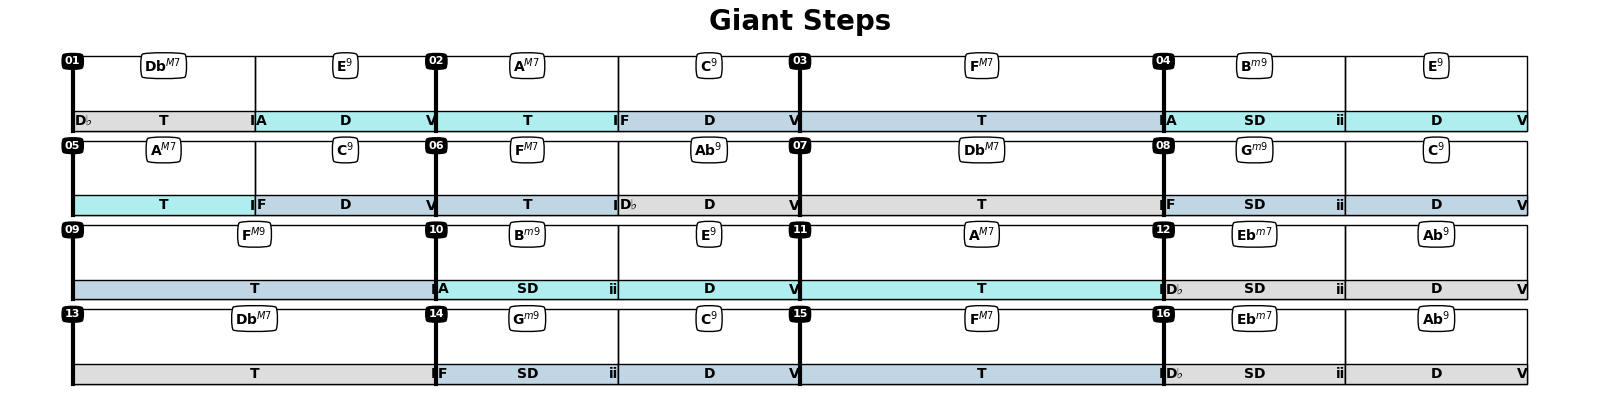 Giant Steps
01 Db^M7 E^9 02 A^M7 C^9 03 F^M7 04 B^m9 E^9
D♭ T I A D V T I F D V T I A SD ii D V
05 A^M7 C^9 06 F^M7 Ab^9 07 Db^M7 08 G^m9 C^9
T I F D V T I D♭ D V T I F SD ii D V
09 F^M9 10 B^m9 E^9 11 A^M7 12 Eb^m7 Ab^9
T I A SD ii D V T I D♭ SD ii D V
13 Db^M7 14 G^m9 C^9 15 F^M7 16 Eb^m7 Ab^9
T I F SD ii D V T I D♭ SD ii D V